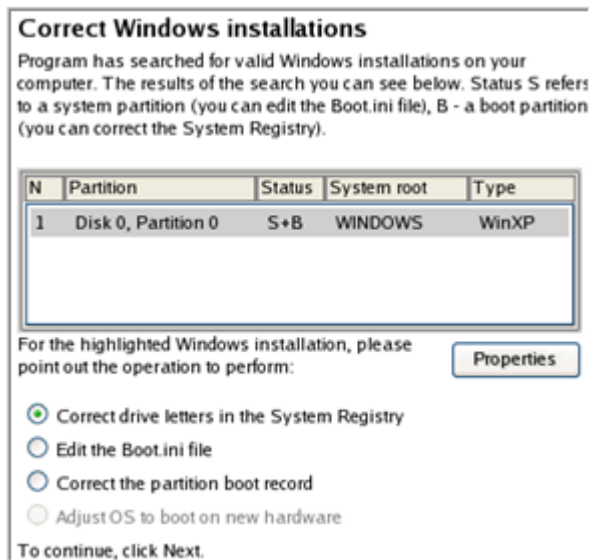 Correct Windows installations
Program has searched for valid Windows installations on your
computer. The results of the search you can see below. Status S refers
to a system partition (you can edit the Boot.ini file), B - a boot partition
(you can correct the System Registry).
N Partition Status System root Type
1 Disk 0, Partition 0 S+B WINDOWS WinXP
For the highlighted Windows installation, please
point out the operation to perform:
Properties
Correct drive letters in the System Registry
Edit the Boot.ini file
Correct the partition boot record
Adjust OS to boot on new hardware
To continue, click Next.